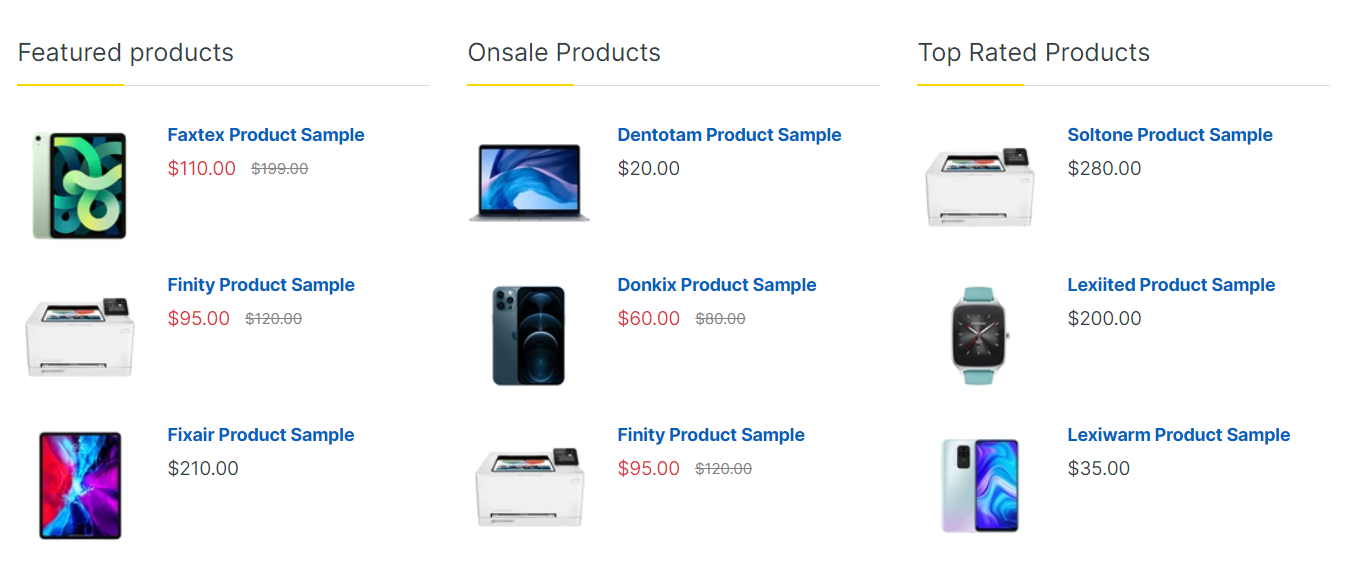 Featured products
Faxtex Product Sample
$110.00 $199.00
Finity Product Sample
$95.00 $120.00
Fixair Product Sample
$210.00
Onsale Products
Dentotam Product Sample
$20.00
Donkix Product Sample
$60.00 $80.00
Finity Product Sample
$95.00 $120.00
Top Rated Products
Soltone Product Sample
$280.00
Lexiited Product Sample
$200.00
Lexiwarm Product Sample
$35.00